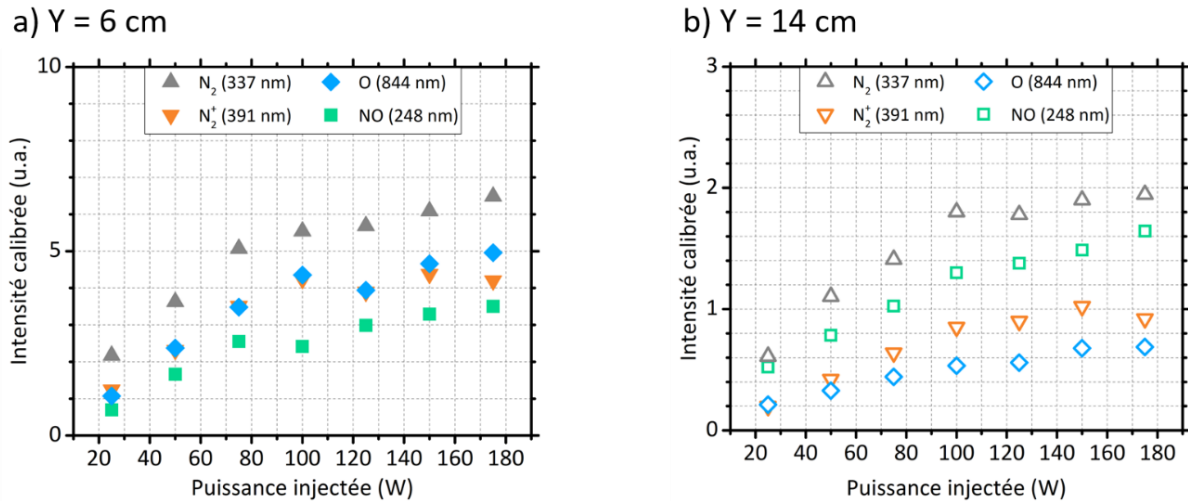 a) Y = 6 cm
10
5
0
Intensité calibrée (u.a.)
N₂ (337 nm)
O (844 nm)
N₂⁺ (391 nm)
NO (248 nm)
20 40 60 80 100 120 140 160 180
Puissance injectée (W)
b) Y = 14 cm
3
2
1
0
Intensité calibrée (u.a.)
N₂ (337 nm)
O (844 nm)
N₂⁺ (391 nm)
NO (248 nm)
20 40 60 80 100 120 140 160 180
Puissance injectée (W)